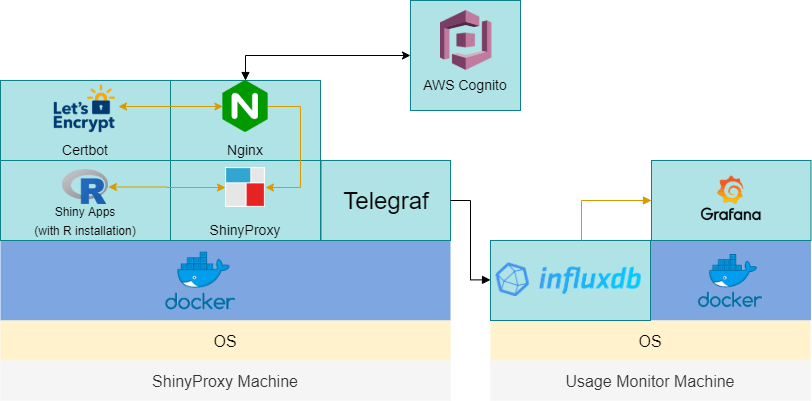 AWS Cognito
Let's
Encrypt
Certbot
N
Nginx
R
Shiny Apps
(with R installation)
ShinyProxy
Telegraf
Grafana
docker
influxdb
docker
OS
OS
ShinyProxy Machine
Usage Monitor Machine